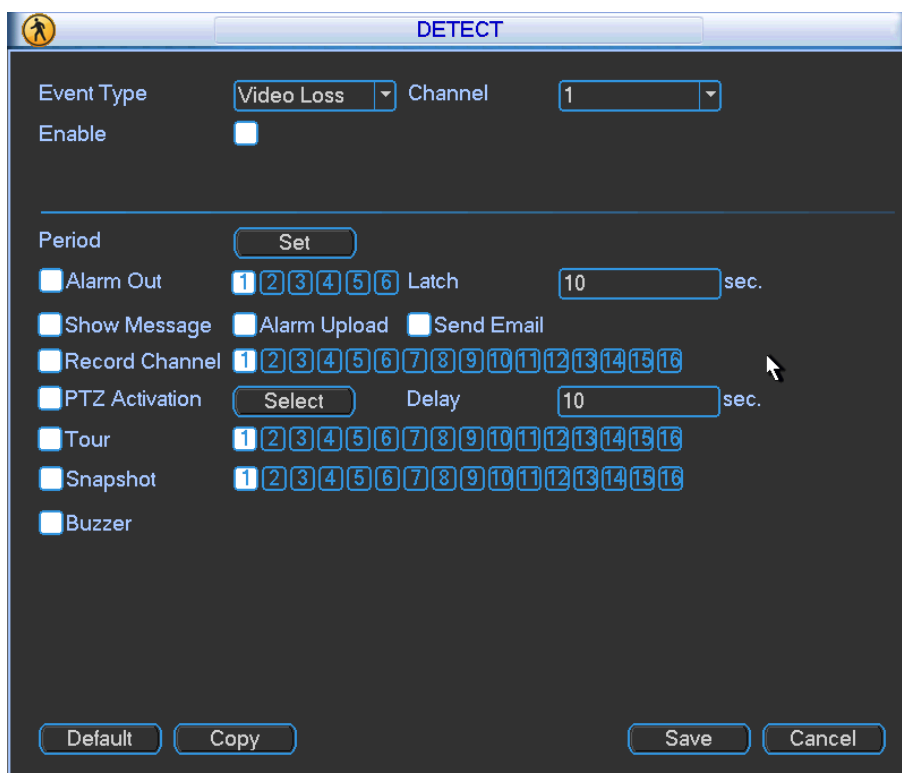 DETECT
Event Type Video Loss Channel 1
Enable
Period Set
Alarm Out 1 2 3 4 5 6 Latch 10 sec.
Show Message Alarm Upload Send Email
Record Channel 1 2 3 4 5 6 7 8 9 10 11 12 13 14 15 16
PTZ Activation Select Delay 10 sec.
Tour 1 2 3 4 5 6 7 8 9 10 11 12 13 14 15 16
Snapshot 1 2 3 4 5 6 7 8 9 10 11 12 13 14 15 16
Buzzer
Default Copy Save Cancel